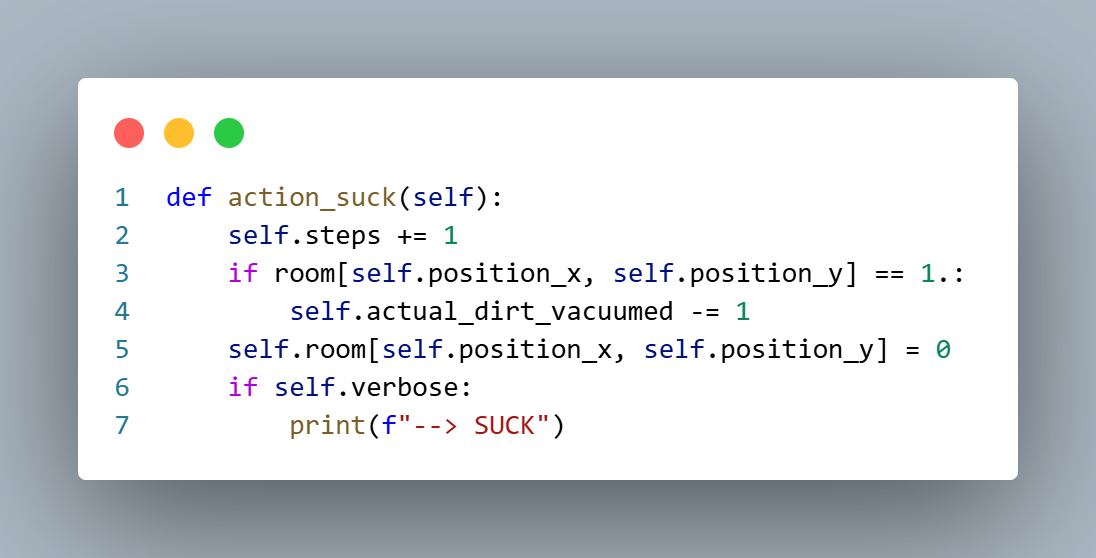 1 def action_suck(self):
2     self.steps += 1
3     if room[self.position_x, self.position_y] == 1.:
4         self.actual_dirt_vacuumed -= 1
5     self.room[self.position_x, self.position_y] = 0
6     if self.verbose:
7         print(f"--> SUCK")